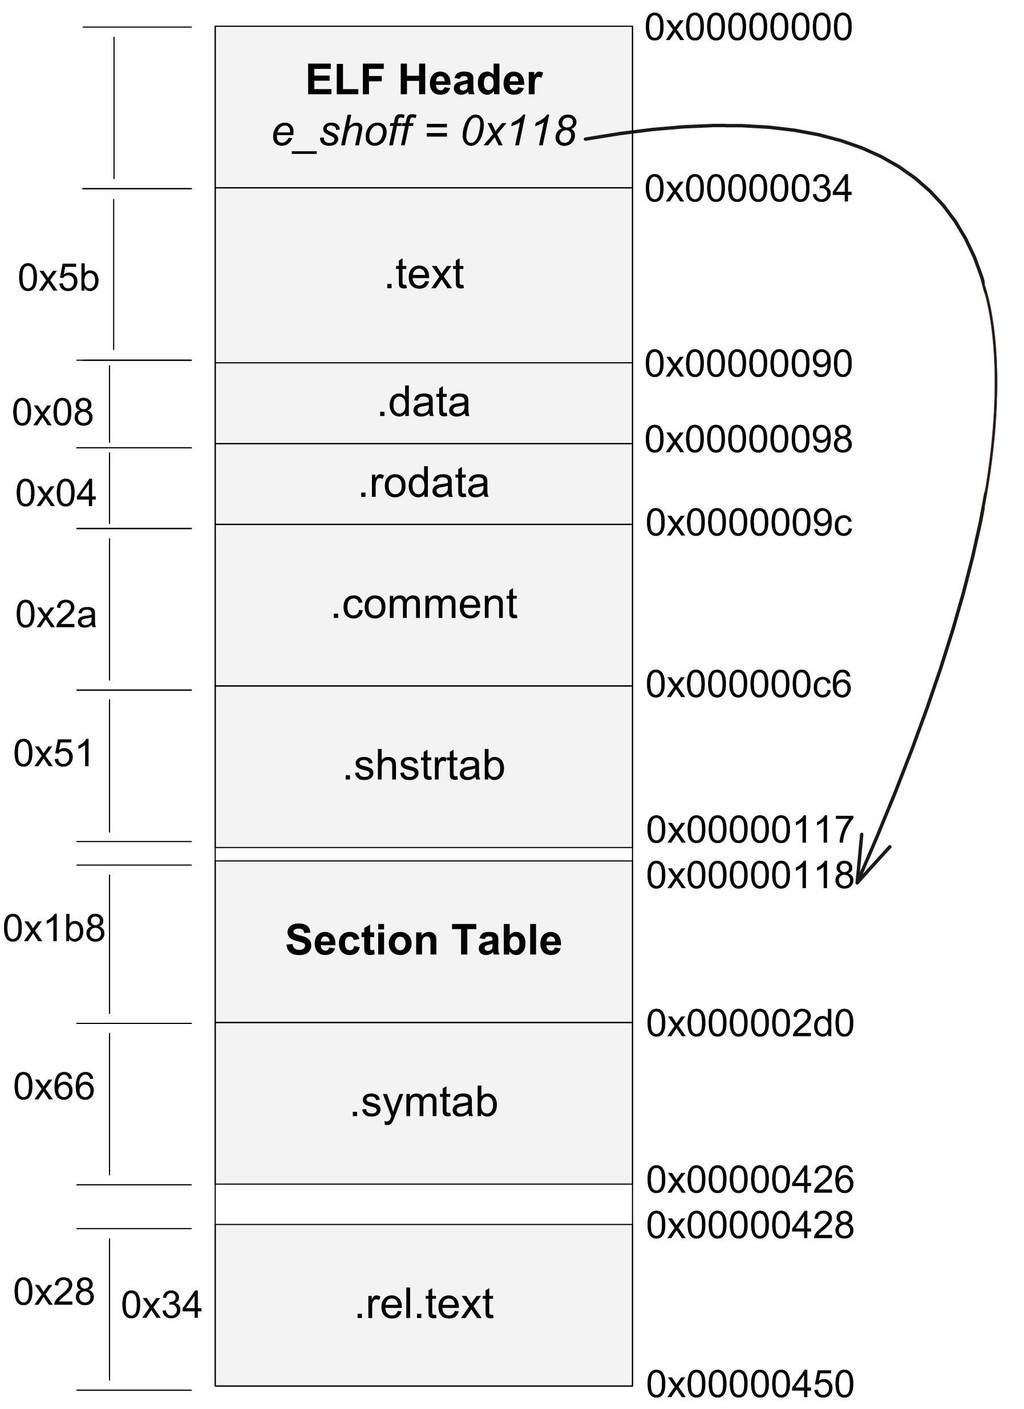 0x00000000
ELF Header
e_shoff = 0x118
0x00000034
0x5b
.text
0x00000090
0x08
.data
0x00000098
0x04
.rodata
0x0000009c
0x2a
.comment
0x000000c6
0x51
.shstrtab
0x00000117
0x00000118
0x1b8
Section Table
0x000002d0
0x66
.symtab
0x00000426
0x00000428
0x28
0x34
.rel.text
0x00000450